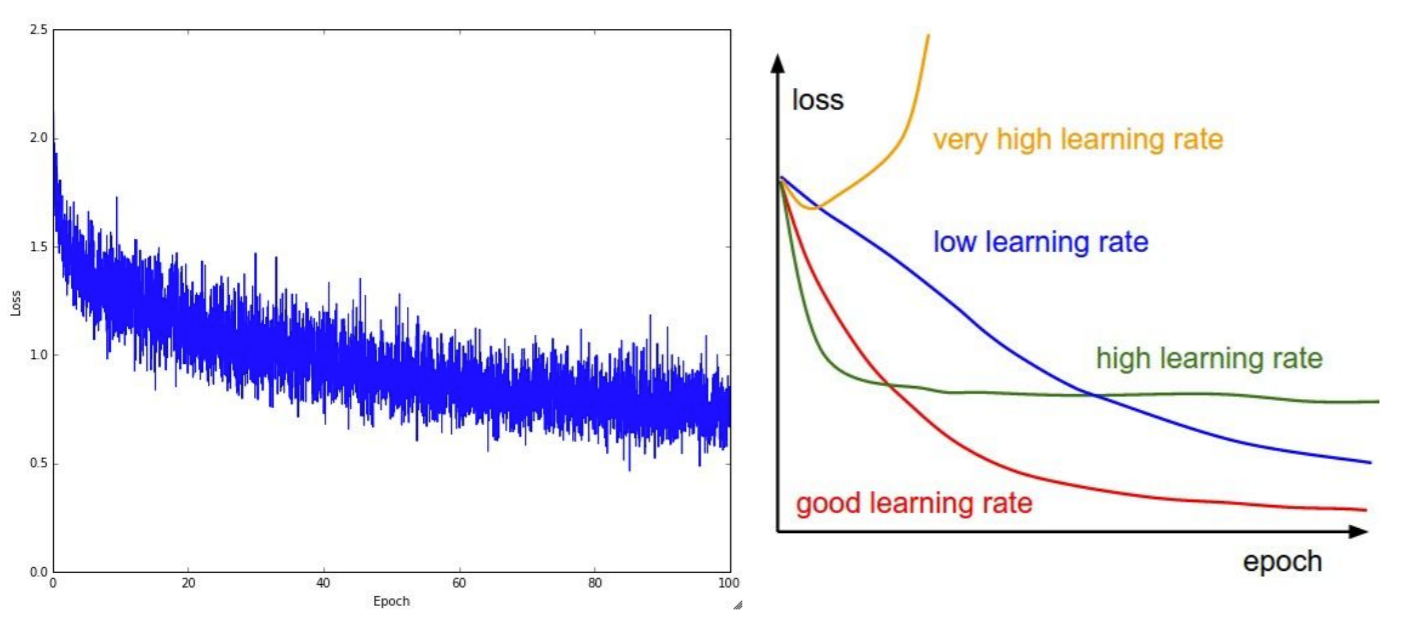 2.5
2.0
1.5
1.0
0.5
0.0
Loss
0 20 40 60 80 100
Epoch
loss
very high learning rate
low learning rate
high learning rate
good learning rate
epoch